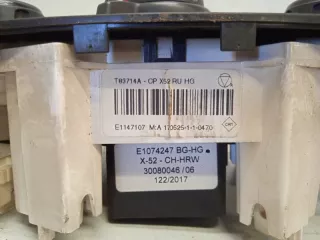 T83714A - CP X52 RU HG
E1147107 M:A 170525-1-1-0470
E1074247 BG-HG
X-52 - CH-HRW
30080046 / 06
122/2017